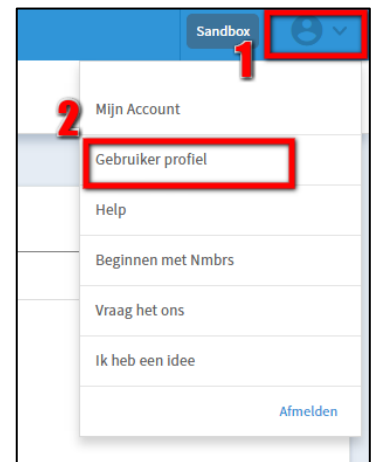 Sandbox
1
2
Mijn Account
Gebruiker profiel
Help
Beginnen met Nmbrs
Vraag het ons
Ik heb een idee
Afmelden